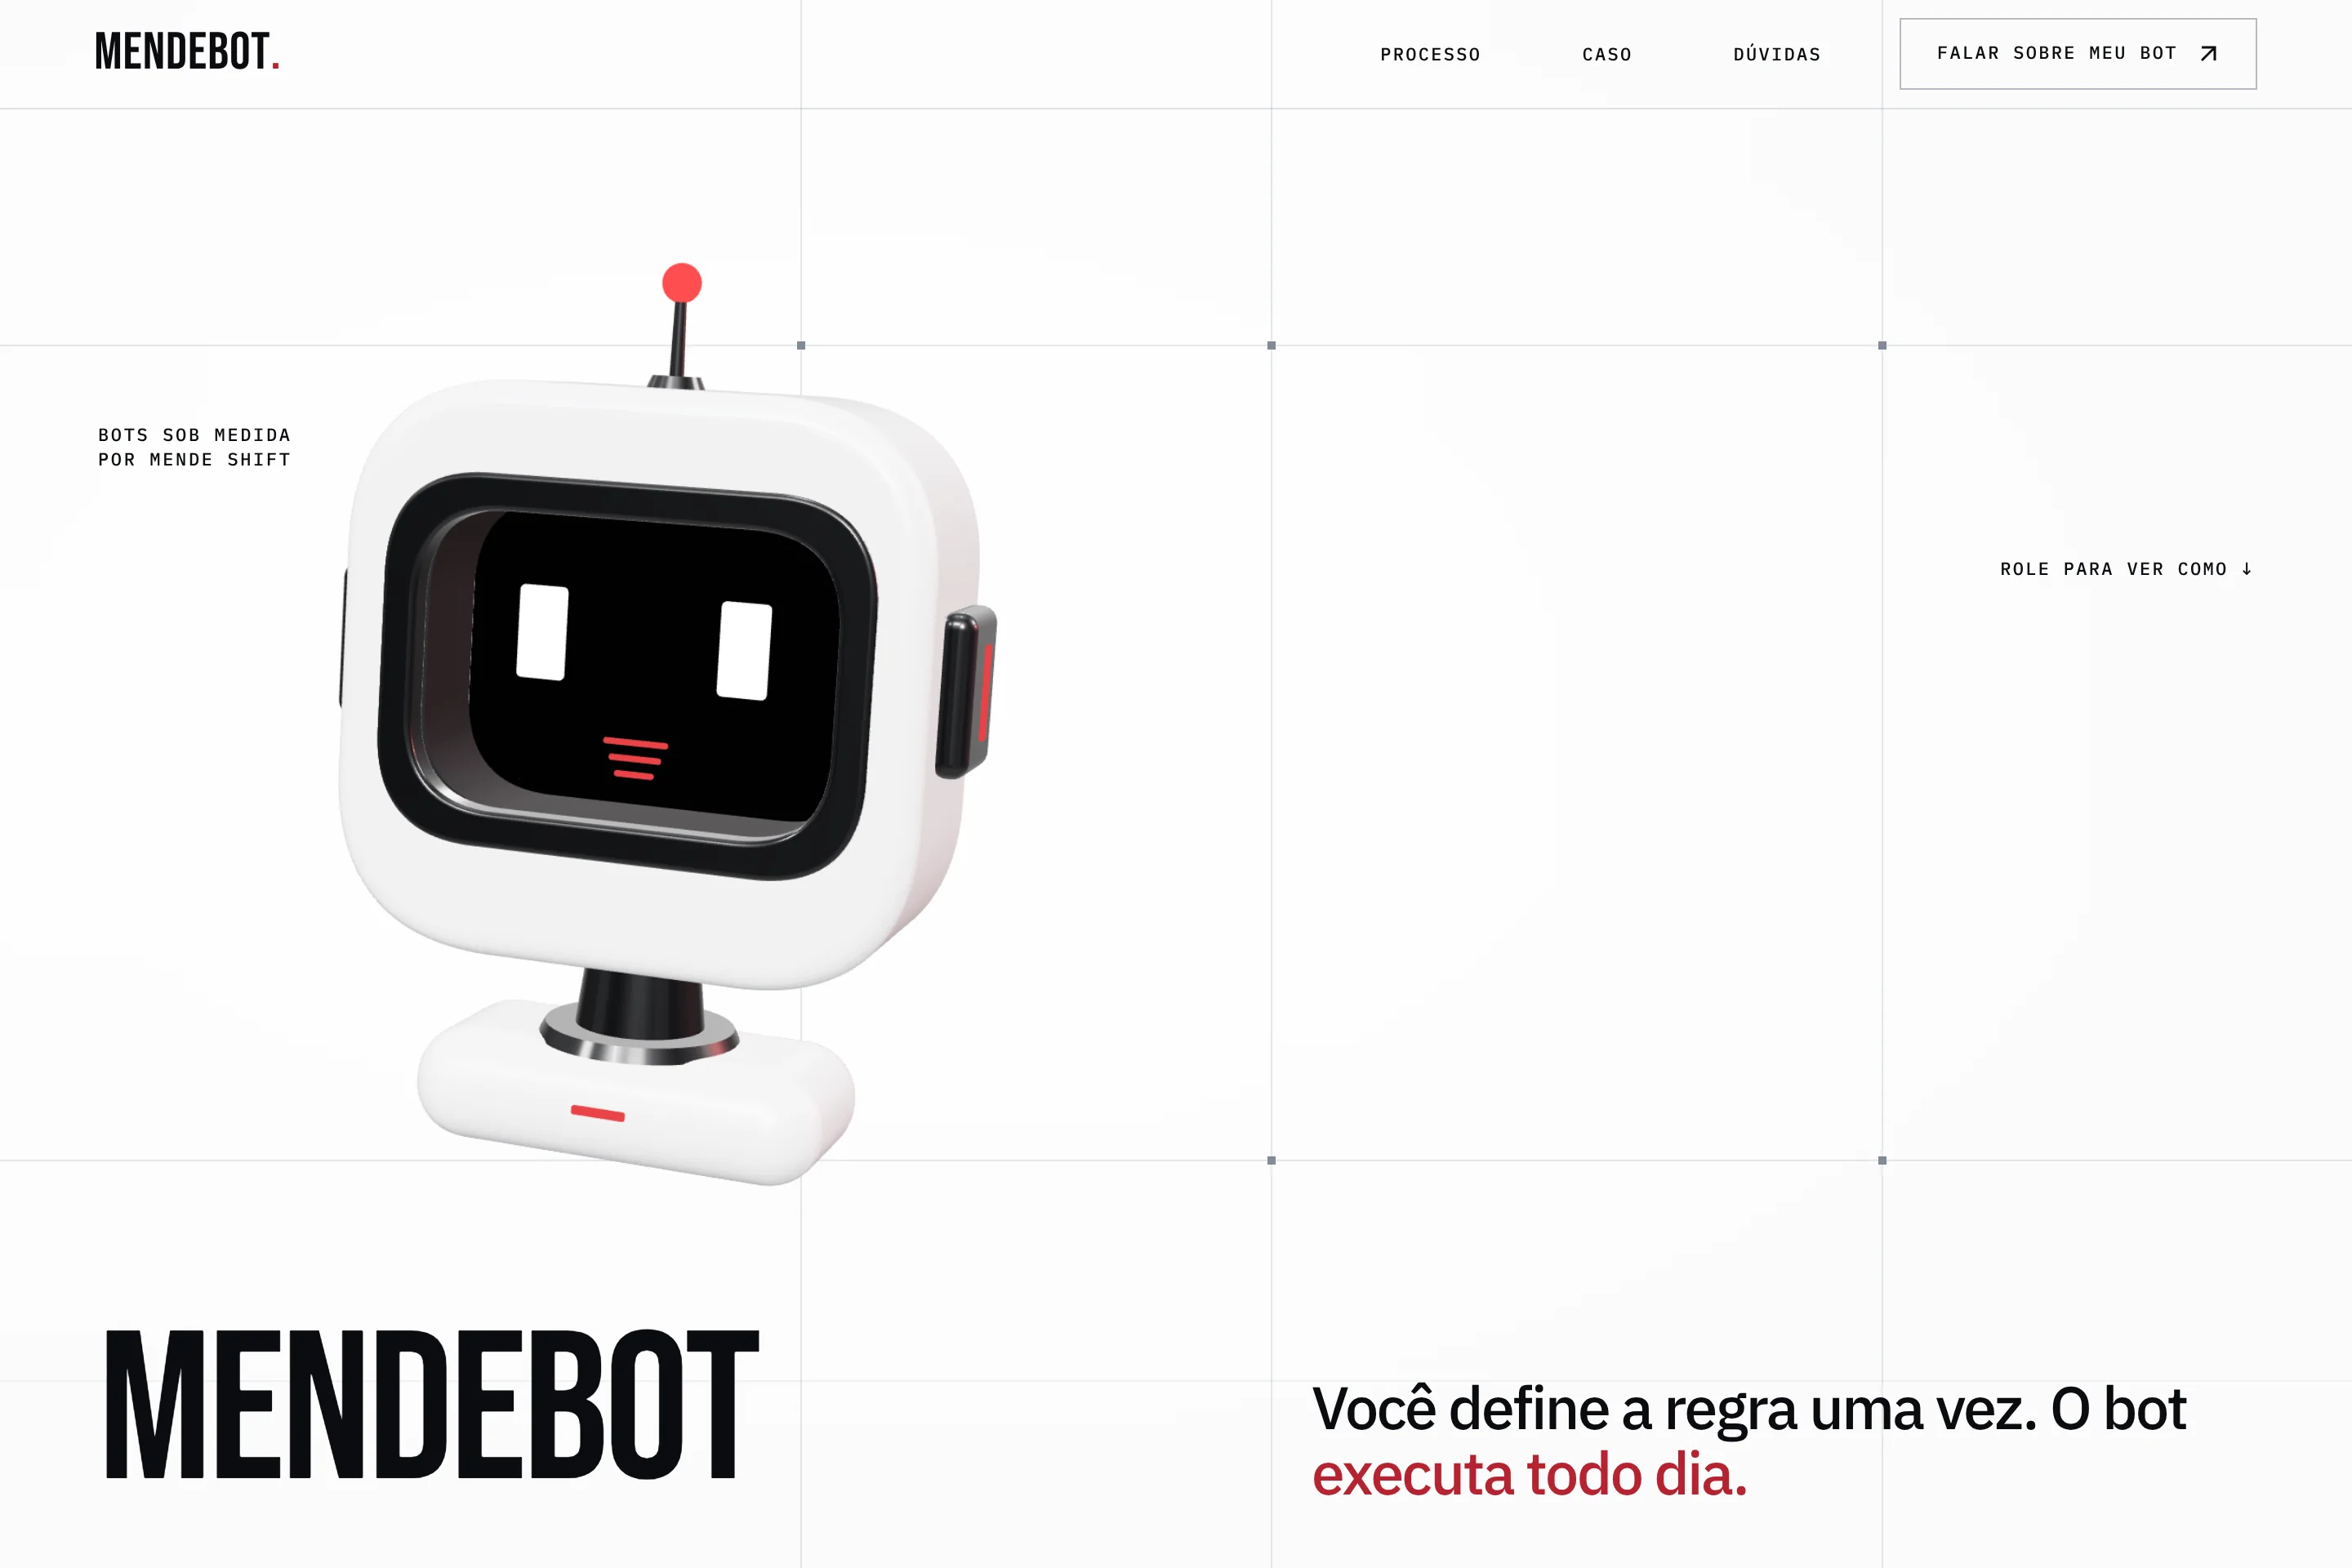 MENDEBOT.
PROCESSO
CASO
DÚVIDAS
FALAR SOBRE MEU BOT
BOTS SOB MEDIDA
POR MENDE SHIFT
ROLE PARA VER COMO ↓
MENDEBOT
Você define a regra uma vez. O bot
executa todo dia.